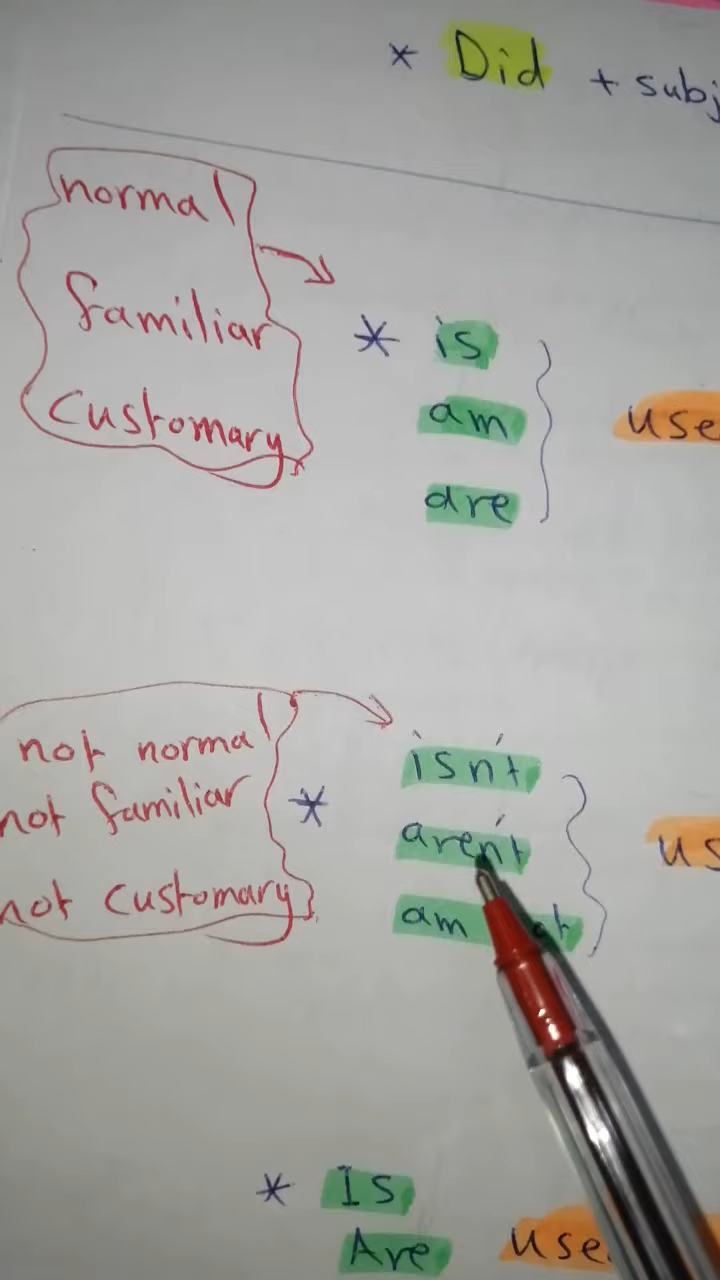 * Did + subj
normal
familiar
customary
* is
am
are
use
not normal
not familiar
not customary
* isn't
aren't
am
us
* Is
Are
use